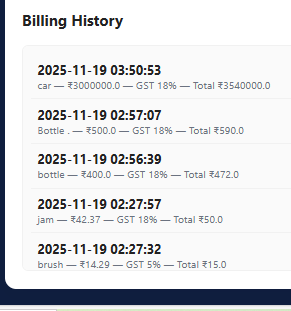 Billing History
2025-11-19 03:50:53
car — ₹3000000.0 — GST 18% — Total ₹3540000.0
2025-11-19 02:57:07
Bottle . — ₹500.0 — GST 18% — Total ₹590.0
2025-11-19 02:56:39
bottle — ₹400.0 — GST 18% — Total ₹472.0
2025-11-19 02:27:57
jam — ₹42.37 — GST 18% — Total ₹50.0
2025-11-19 02:27:32
brush — ₹14.29 — GST 5% — Total ₹15.0